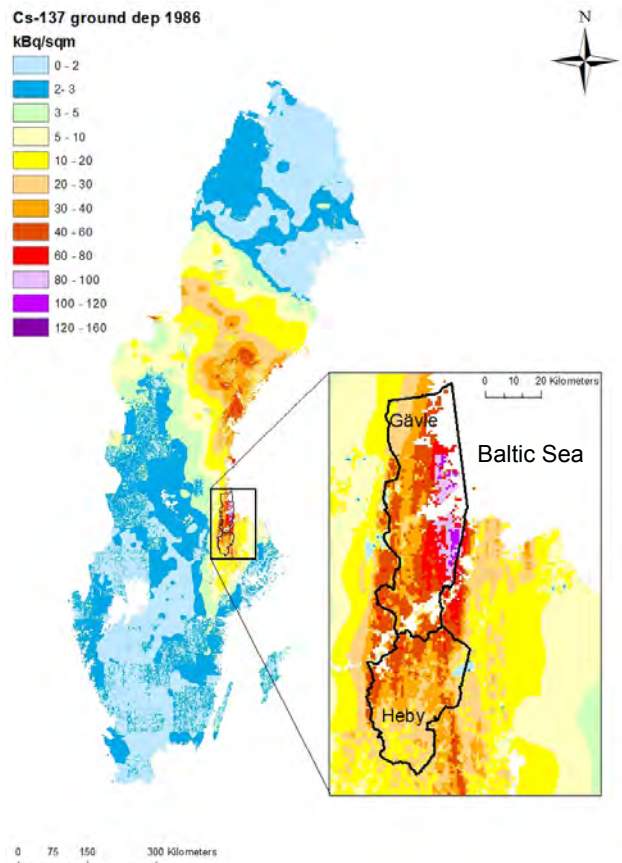 Cs-137 ground dep 1986
kBq/sqm
N
0 - 2
2- 3
3 - 5
5 - 10
10 - 20
20 - 30
30 - 40
40 - 60
60 - 80
80 - 100
100 - 120
120 - 160
0 10 20 Kilometers
Gävle
Baltic Sea
Heby
0 75 150 300 Kilometers